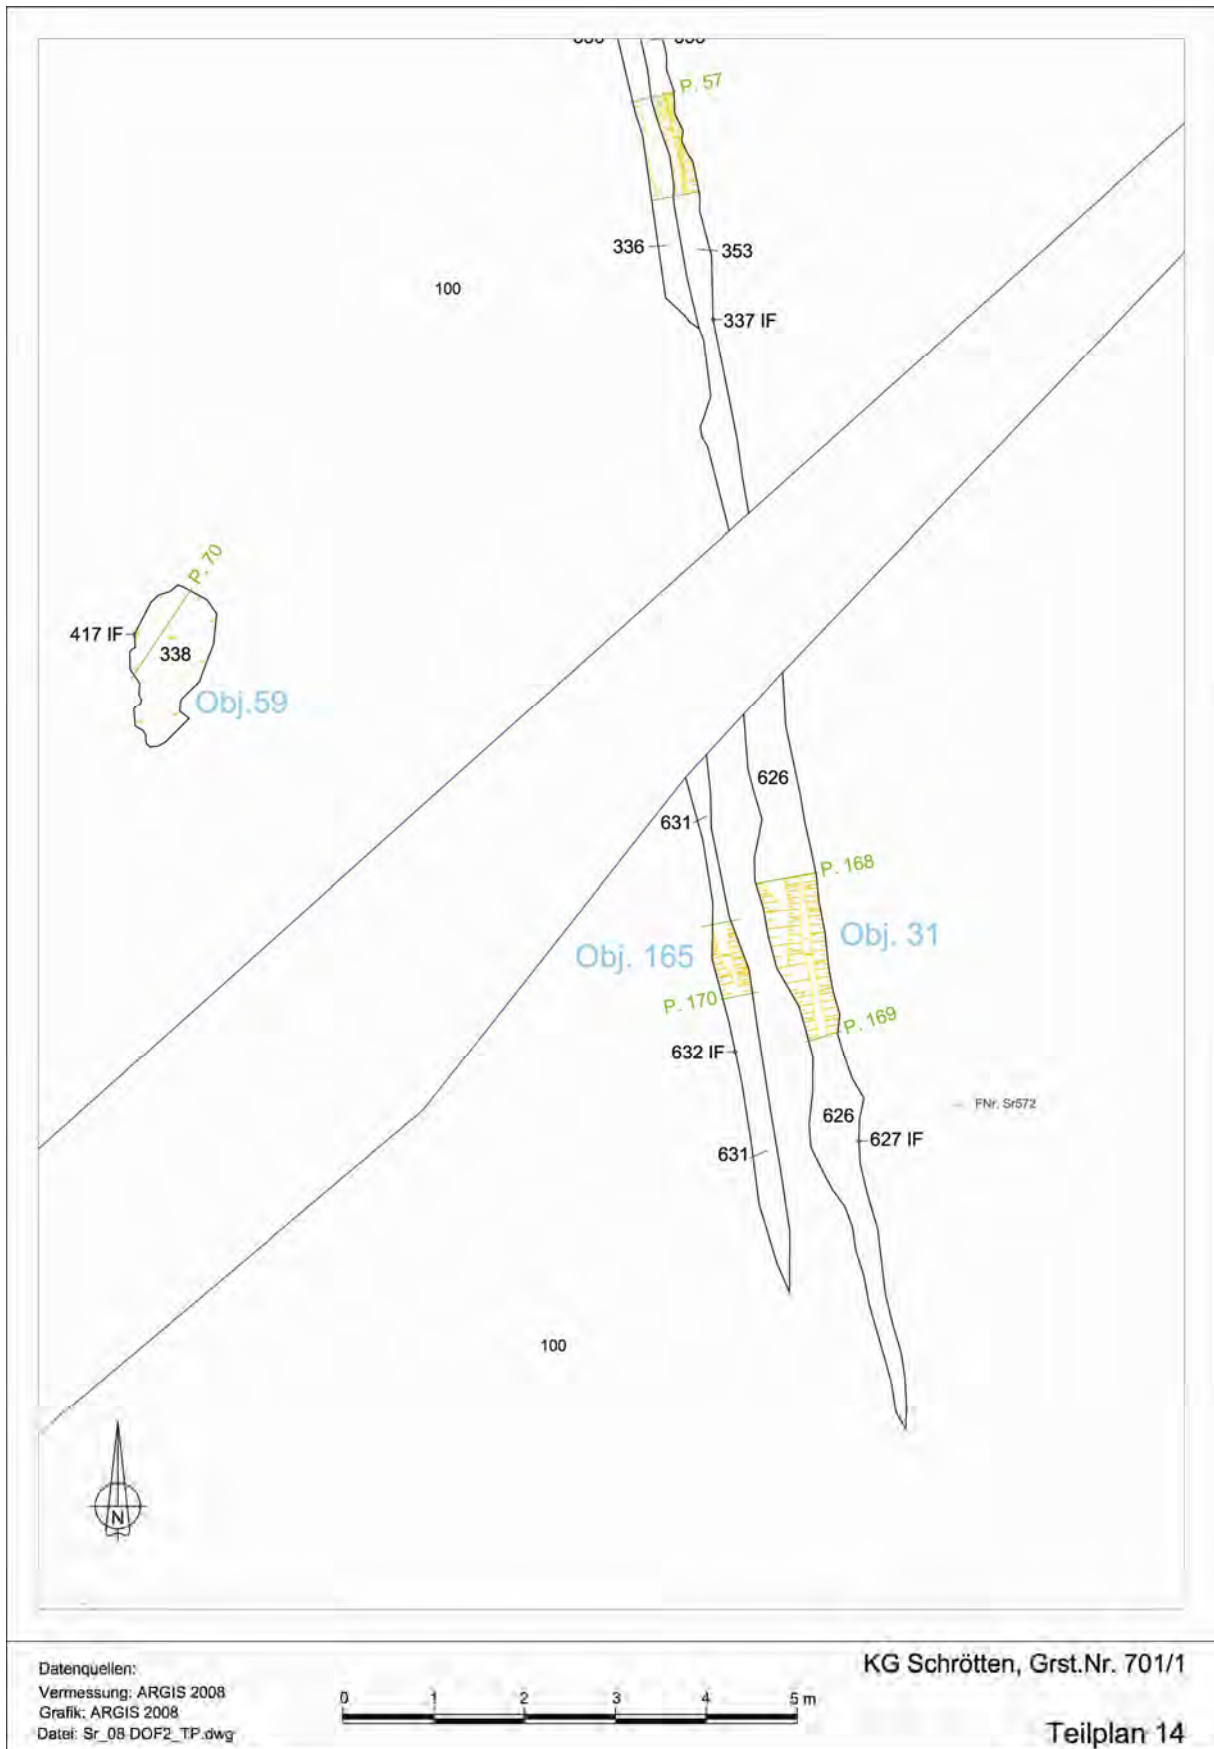 P. 57
336
353
100
337 IF
P. 70
417 IF
338
Obj.59
626
631
P. 168
Obj. 31
Obj. 165
P. 170
P. 169
632 IF
FNr. Sr572
626
627 IF
631
100
N
Datenquellen:
Vermessung: ARGIS 2008
Grafik: ARGIS 2008
Datei: Sr_08 DOF2_TP.dwg
0 1 2 3 4 5 m
KG Schrötten, Grst.Nr. 701/1
Teilplan 14